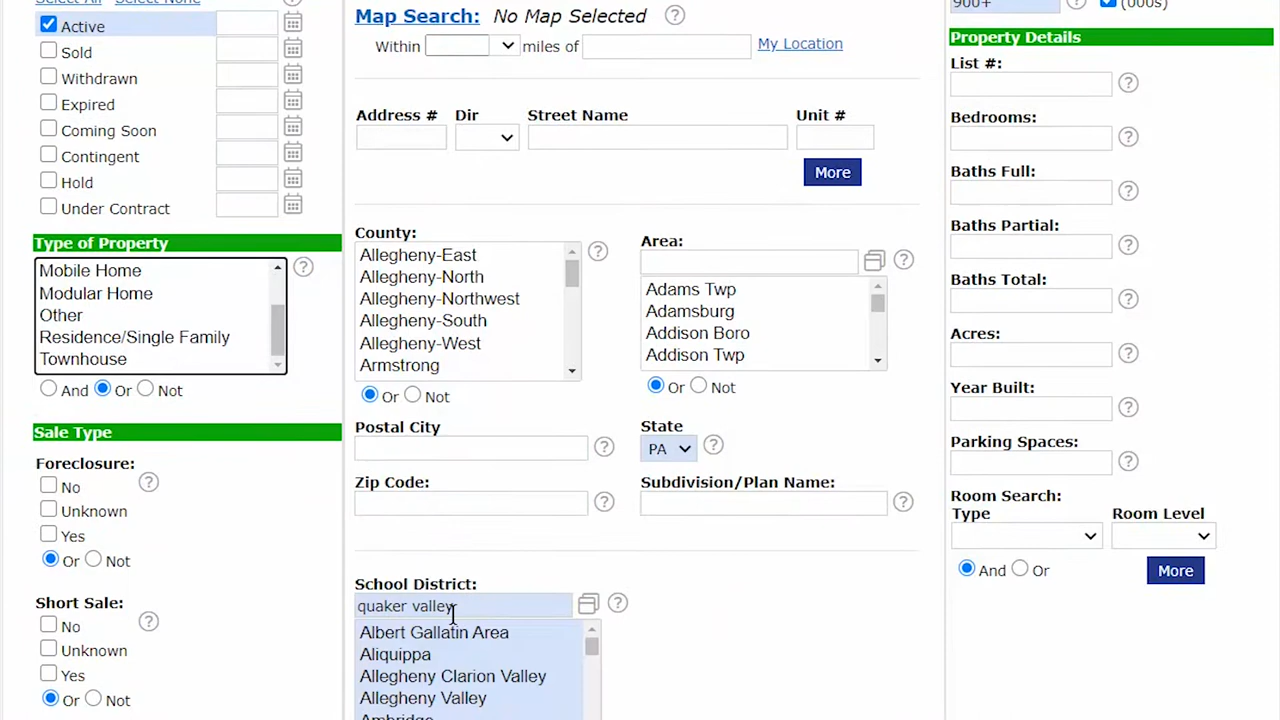 Select All Select None
Active
Sold
Withdrawn
Expired
Coming Soon
Contingent
Hold
Under Contract
Type of Property
Mobile Home
Modular Home
Other
Residence/Single Family
Townhouse
And Or Not
Sale Type
Foreclosure:
No
Unknown
Yes
Or Not
Short Sale:
No
Unknown
Yes
Or Not
Map Search: No Map Selected
Within miles of My Location
Address # Dir Street Name Unit #
More
County:
Allegheny-East
Allegheny-North
Allegheny-Northwest
Allegheny-South
Allegheny-West
Armstrong
Or Not
Area:
Adams Twp
Adamsburg
Addison Boro
Addison Twp
Or Not
Postal City
State
PA
Zip Code:
Subdivision/Plan Name:
School District:
quaker valley
Albert Gallatin Area
Aliquippa
Allegheny Clarion Valley
Allegheny Valley
Ambridge
900+ (000s)
Property Details
List #:
Bedrooms:
Baths Full:
Baths Partial:
Baths Total:
Acres:
Year Built:
Parking Spaces:
Room Search:
Type Room Level
And Or More